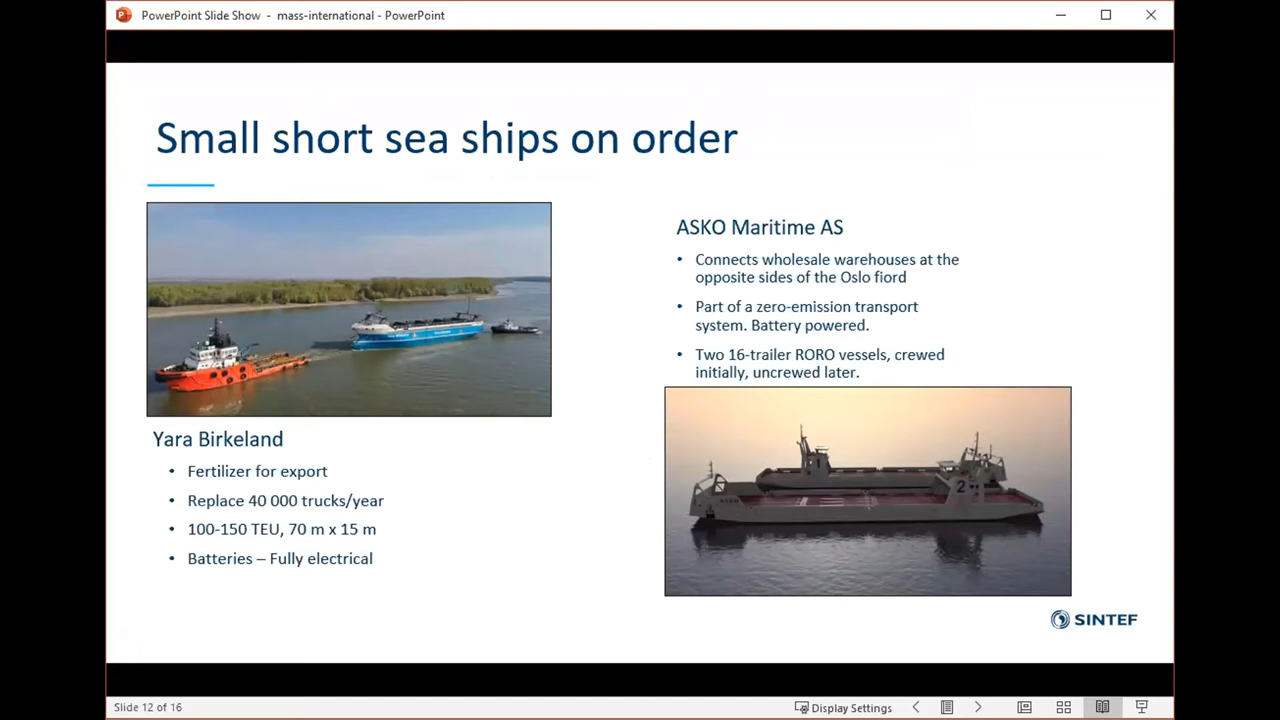 PowerPoint Slide Show - mass-international - PowerPoint
Small short sea ships on order
Yara Birkeland
• Fertilizer for export
• Replace 40 000 trucks/year
• 100-150 TEU, 70 m x 15 m
• Batteries – Fully electrical
ASKO Maritime AS
• Connects wholesale warehouses at the
opposite sides of the Oslo fiord
• Part of a zero-emission transport
system. Battery powered.
• Two 16-trailer RORO vessels, crewed
initially, uncrewed later.
2
SINTEF
Slide 12 of 16
Display Settings